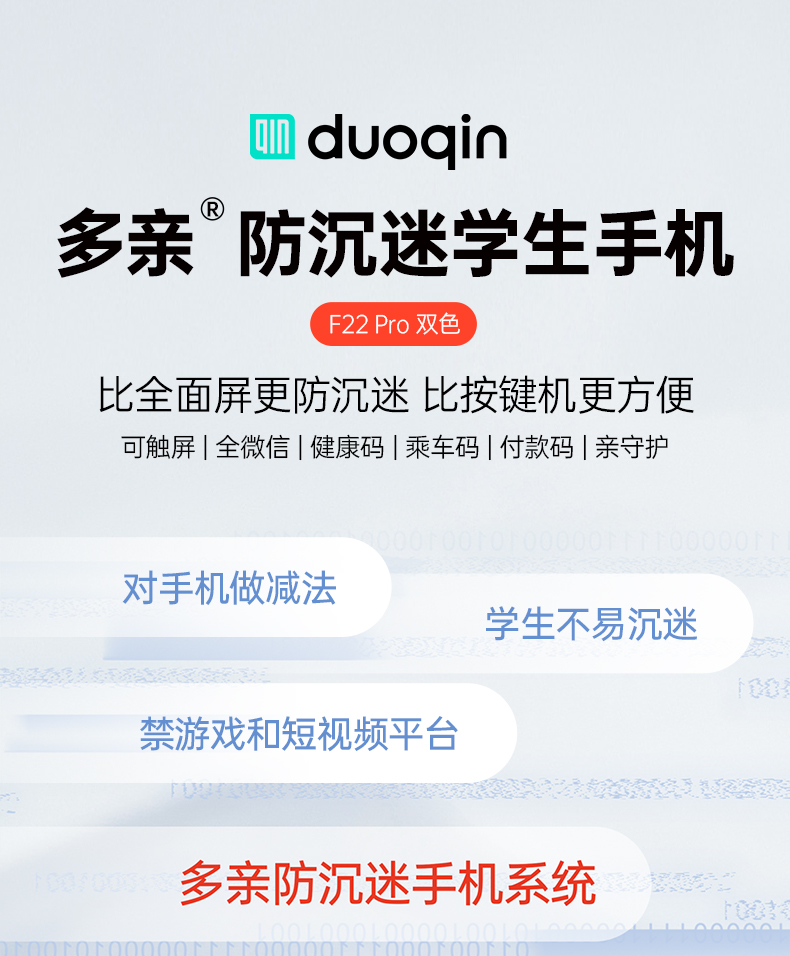 qin duoqin
多亲® 防沉迷学生手机
F22 Pro 双色
比全面屏更防沉迷 比按键机更方便
可触屏 | 全微信 | 健康码 | 乘车码 | 付款码 | 亲守护
对手机做减法
学生不易沉迷
禁游戏和短视频平台
多亲防沉迷手机系统